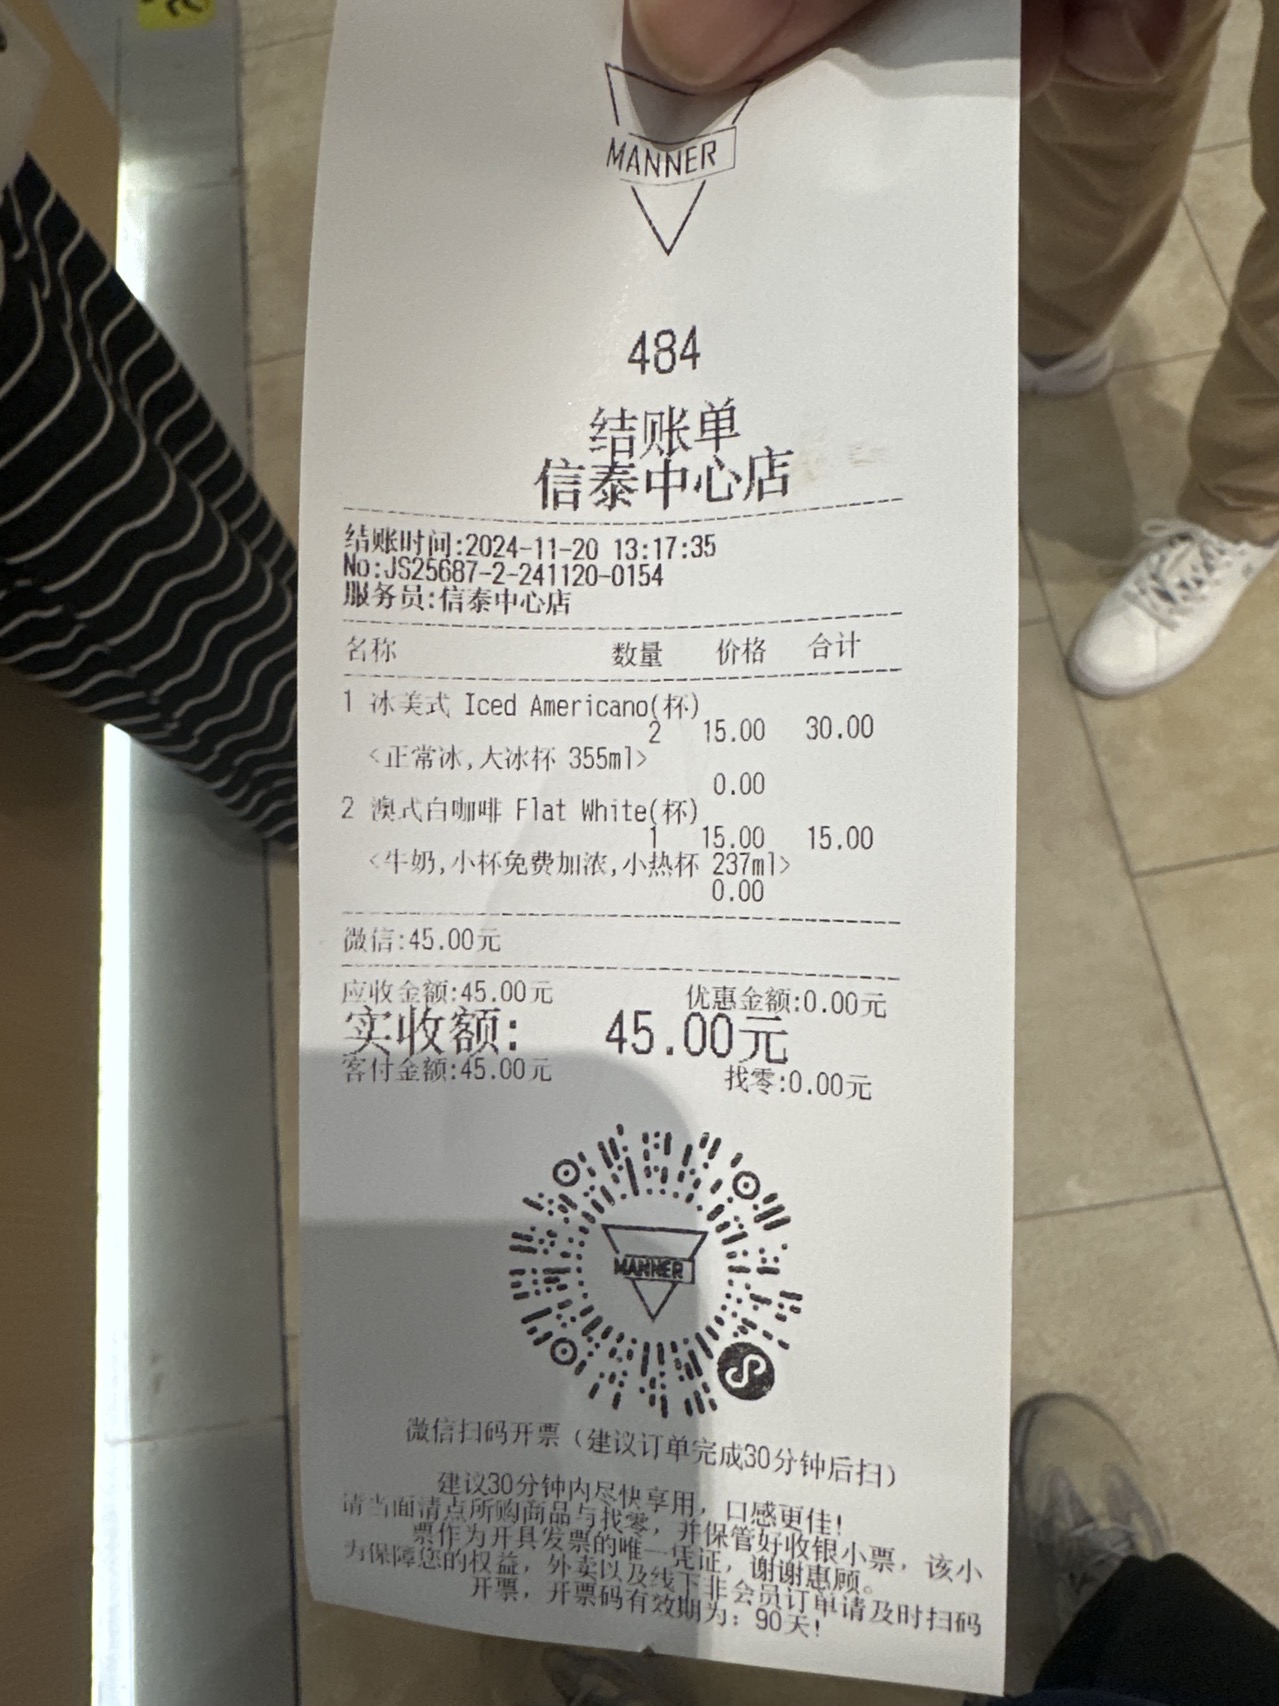 MANNER
484
结账单
信泰中心店
结账时间:2024-11-20 13:17:35
No:JS25687-2-241120-0154
服务员:信泰中心店
名称 数量 价格 合计
1 冰美式 Iced Americano(杯)
2 15.00 30.00
<正常冰,大冰杯 355ml>
0.00
2 澳式白咖啡 Flat White(杯)
1 15.00 15.00
<牛奶,小杯免费加浓,小热杯 237ml>
0.00
微信:45.00元
应收金额:45.00元 优惠金额:0.00元
实收额: 45.00元
客付金额:45.00元 找零:0.00元
MANNER
微信扫码开票（建议订单完成30分钟后扫）
建议30分钟内尽快享用，口感更佳!
请当面清点所购商品与找零，并保管好收银小票，该小
票作为开具发票的唯一凭证，谢谢惠顾。
为保障您的权益，外卖以及线下非会员订单请及时扫码
开票，开票码有效期为：90天!